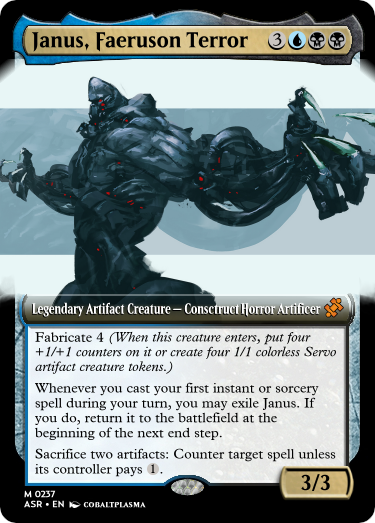 Janus, Faeruson Terror 3
Legendary Artifact Creature — Consctruct Horror Artificer
Fabricate 4 (When this creature enters, put four
+1/+1 counters on it or create four 1/1 colorless Servo
artifact creature tokens.)
Whenever you cast your first instant or sorcery
spell during your turn, you may exile Janus. If
you do, return it to the battlefield at the
beginning of the next end step.
Sacrifice two artifacts: Counter target spell unless
its controller pays 1.
3/3
M 0237
ASR • EN COBALTPLASMA